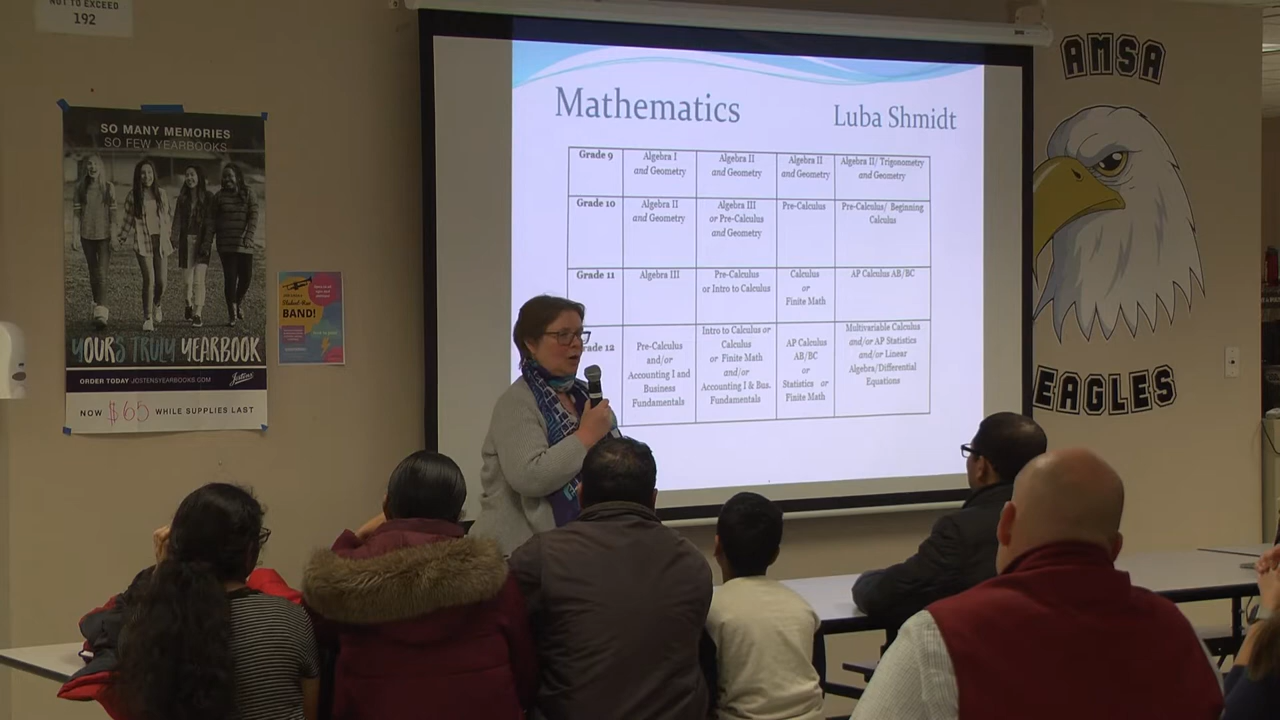 NOT TO EXCEED
192
SO MANY MEMORIES
SO FEW YEARBOOKS
YOURS TRULY YEARBOOK
ORDER TODAY JOSTENSYEARBOOKS.COM Jostens
NOW $65 WHILE SUPPLIES LAST
BAND!
Mathematics
Luba Shmidt
Grade 9
Algebra I
and Geometry
Algebra II
and Geometry
Algebra II
and Geometry
Algebra II/ Trigonometry
and Geometry
Grade 10
Algebra II
and Geometry
Algebra III
or Pre-Calculus
and Geometry
Pre-Calculus
Pre-Calculus/ Beginning
Calculus
Grade 11
Algebra III
Pre-Calculus
or Intro to Calculus
Calculus
or
Finite Math
AP Calculus AB/BC
rade 12
Pre-Calculus
and/or
Accounting I and
Business
Fundamentals
Intro to Calculus or
Calculus
or Finite Math
and/or
Accounting I & Bus.
Fundamentals
AP Calculus
AB/BC
or
Statistics or
Finite Math
Multivariable Calculus
and/or AP Statistics
and/or Linear
Algebra/Differential
Equations
AMSA
EAGLES